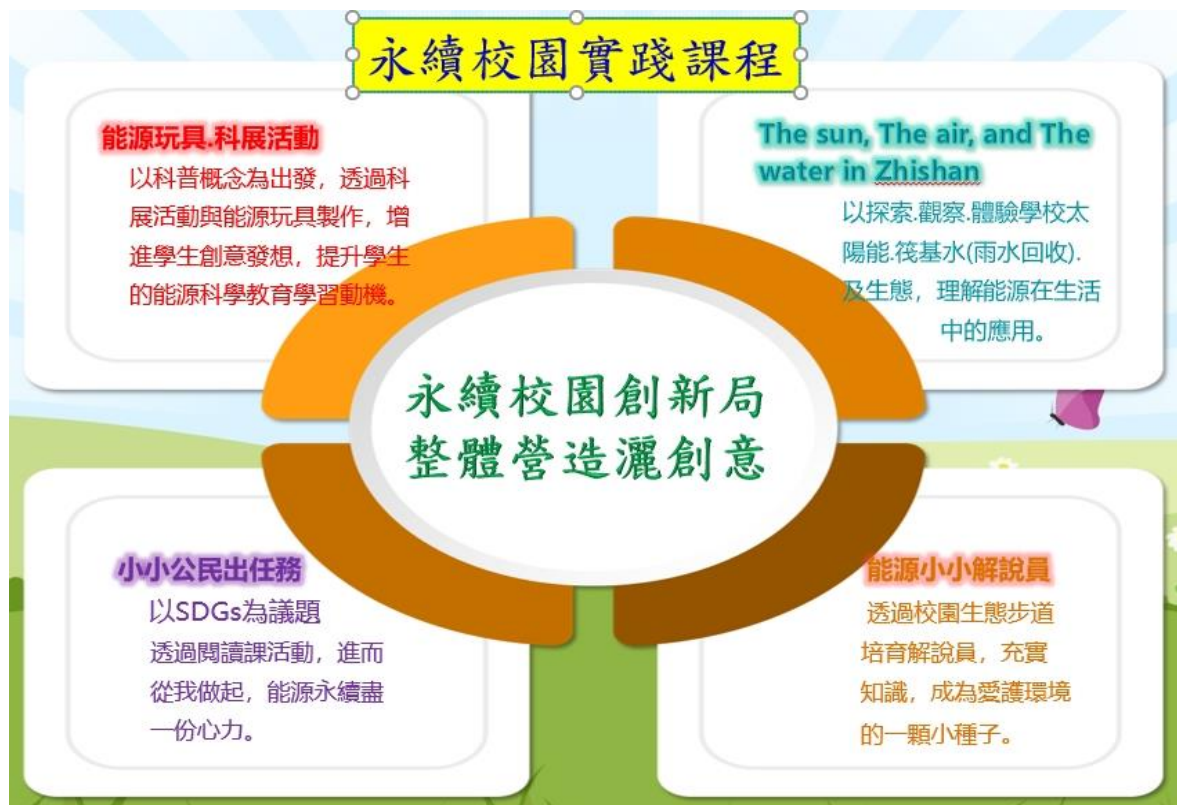 永續校園實踐課程
能源玩具.科展活動
以科普概念為出發，透過科
展活動與能源玩具製作，增
進學生創意發想，提升學生
的能源科學教育學習動機。
The sun, The air, and The
water in Zhishan
以探索.觀察.體驗學校太
陽能.筏基水(雨水回收).
及生態，理解能源在生活
中的應用。
永續校園創新局
整體營造灑創意
小小公民出任務
以SDGs為議題
透過閱讀課活動，進而
從我做起，能源永續盡
一份心力。
能源小小解說員
透過校園生態步道
培育解說員，充實
知識，成為愛護環境
的一顆小種子。